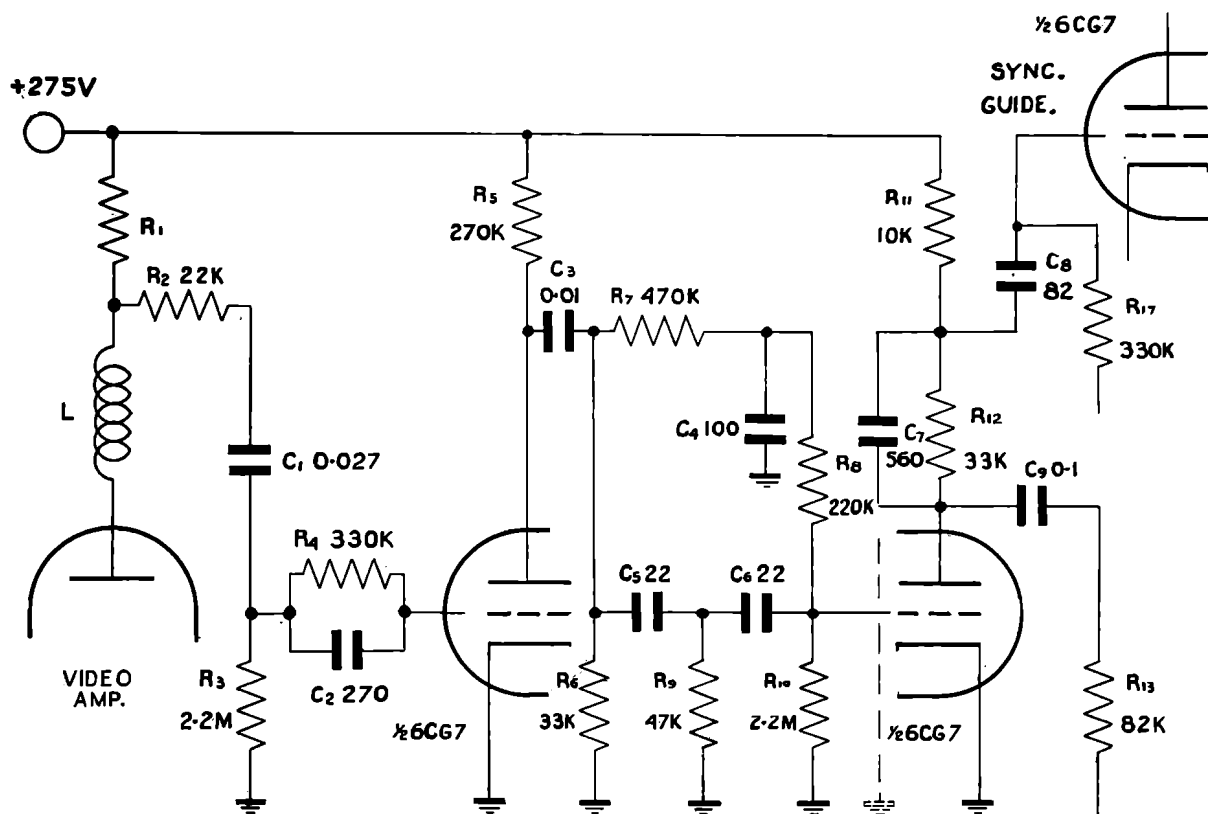 ½6CG7
SYNC.
GUIDE.
+275V
R1
R2 22K
L
C1 0.027
VIDEO
AMP.
R3
2.2M
R4 330K
C2 270
½6CG7
R5
270K
C3
0.01
R7 470K
C4 100
R8
220K
C5 22
C6 22
R6
33K
R9
47K
R10
2.2M
R11
10K
C7
560
R12
33K
C8
82
R17
330K
C9 0.1
R13
82K
½6CG7